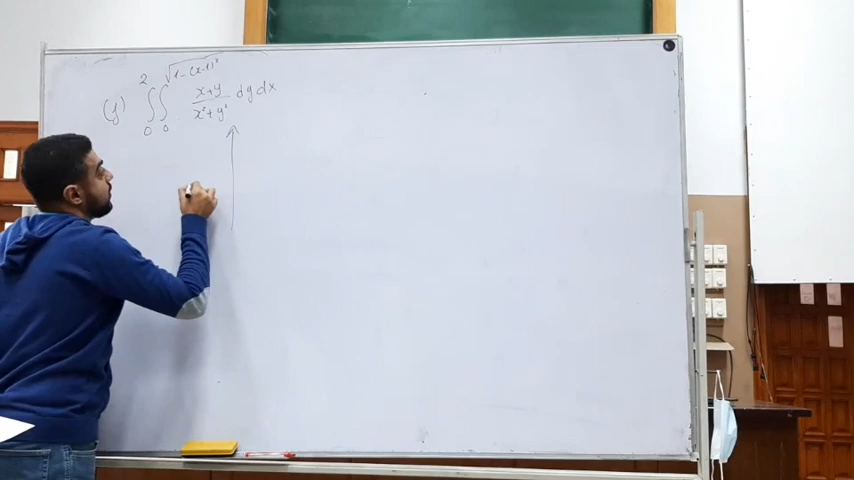 (f) ∫₀² ∫₀^√(1-(x-1)²) (x+y)/(x²+y²) dy dx